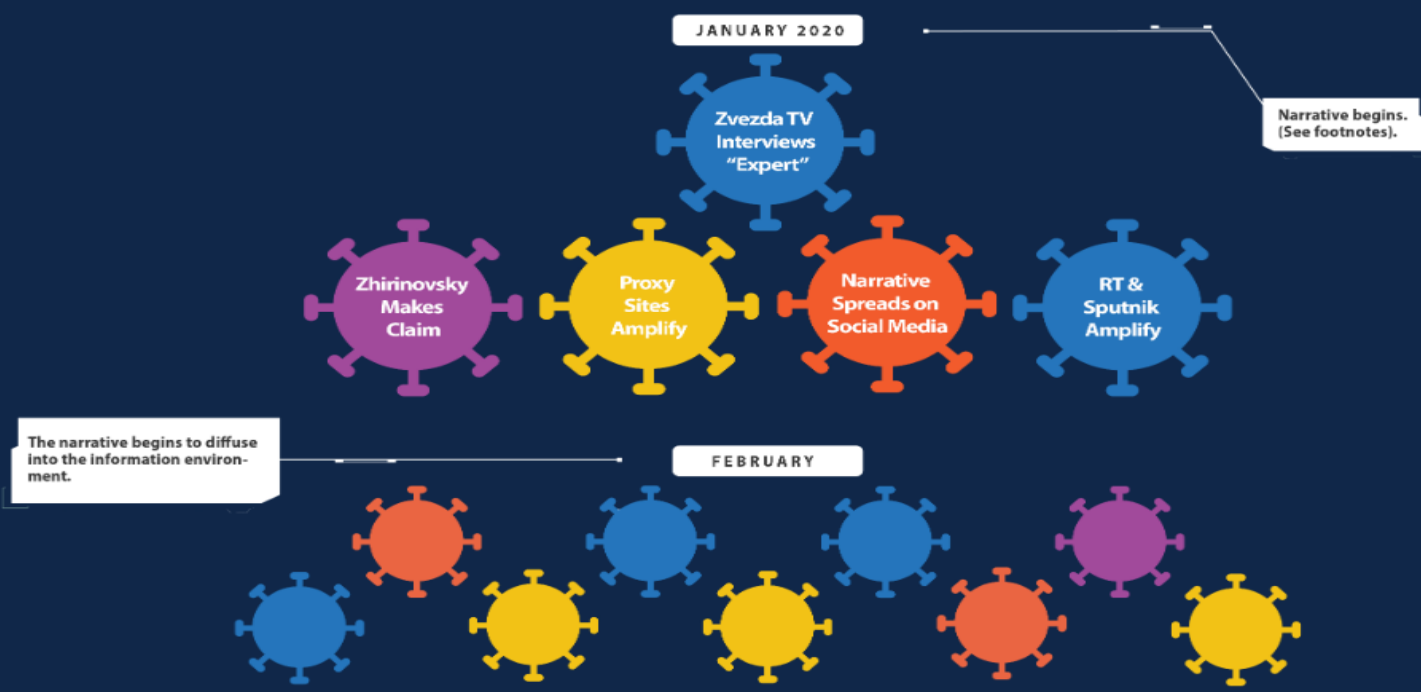 JANUARY 2020
Narrative begins.
(See footnotes).
Zvezda TV
Interviews
“Expert”
Zhirinovsky
Makes
Claim
Proxy
Sites
Amplify
Narrative
Spreads on
Social Media
RT &
Sputnik
Amplify
The narrative begins to diffuse
into the information environ-
ment.
FEBRUARY